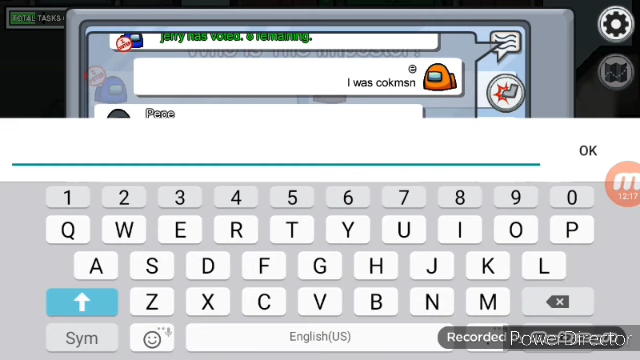 TOTAL TASKS
jerry has voted. 8 remaining.
Who Is The Impostor?
e
I was cokmsn
Pepe
OK
12:17
1 2 3 4 5 6 7 8 9 0
Q W E R T Y U I O P
A S D F G H J K L
Z X C V B N M
Sym
English(US)
Recorded
PowerDirector